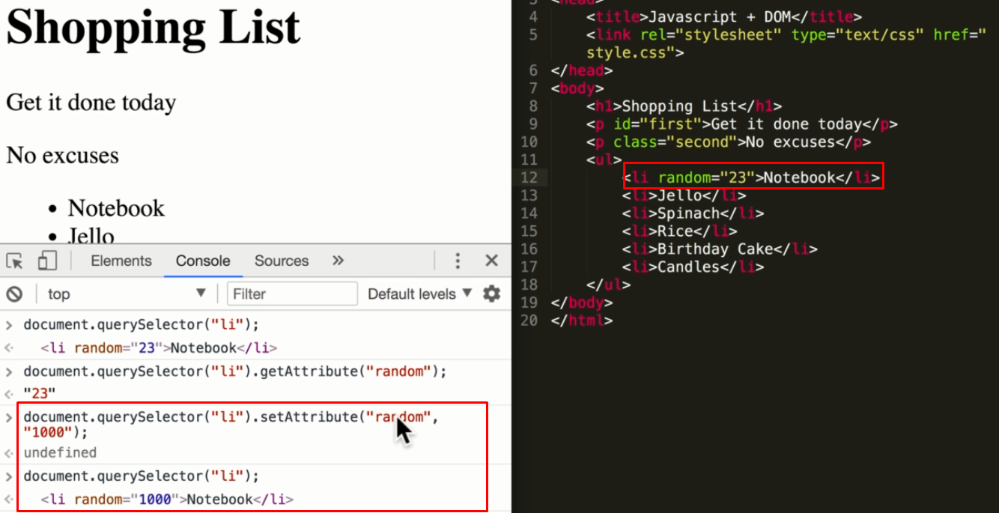 Shopping List
Get it done today
No excuses
• Notebook
• Jello
Elements Console Sources »
top ▼ Filter Default levels ▼
> document.querySelector("li");
<li random="23">Notebook</li>
> document.querySelector("li").getAttribute("random");
"23"
> document.querySelector("li").setAttribute("random",
"1000");
undefined
> document.querySelector("li");
<li random="1000">Notebook</li>
3 <head>
4 <title>Javascript + DOM</title>
5 <link rel="stylesheet" type="text/css" href="
style.css">
6 </head>
7 <body>
8 <h1>Shopping List</h1>
9 <p id="first">Get it done today</p>
10 <p class="second">No excuses</p>
11 <ul>
12 <li random="23">Notebook</li>
13 <li>Jello</li>
14 <li>Spinach</li>
15 <li>Rice</li>
16 <li>Birthday Cake</li>
17 <li>Candles</li>
18 </ul>
19 </body>
20 </html>